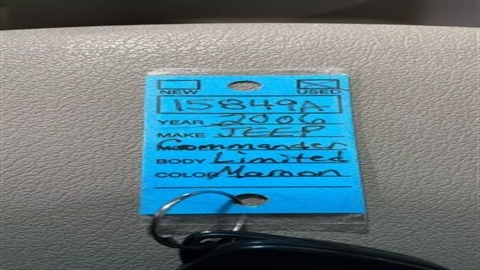 NEW USED
15849A
YEAR 2006
MAKE JEEP
Commander
BODY Limited
COLOR Maroon